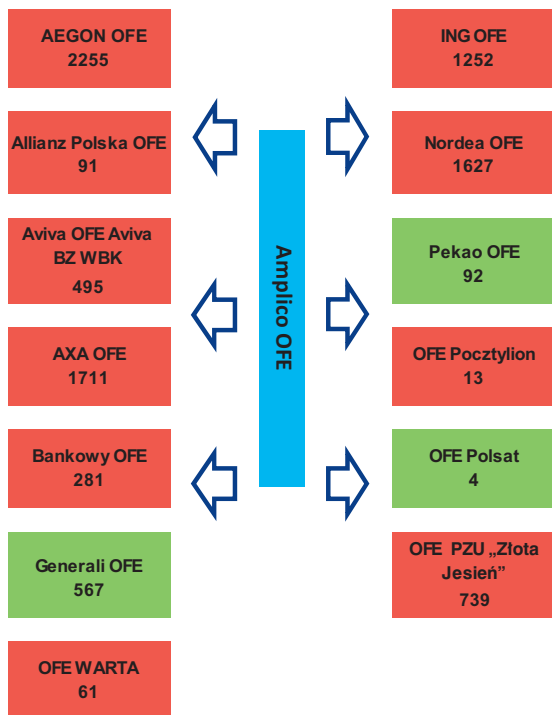 AEGON OFE
2255
Allianz Polska OFE
91
Aviva OFE Aviva
BZ WBK
495
AXA OFE
1711
Bankowy OFE
281
Generali OFE
567
OFE WARTA
61
Amplico OFE
ING OFE
1252
Nordea OFE
1627
Pekao OFE
92
OFE Pocztylion
13
OFE Polsat
4
OFE PZU „Złota
Jesień”
739